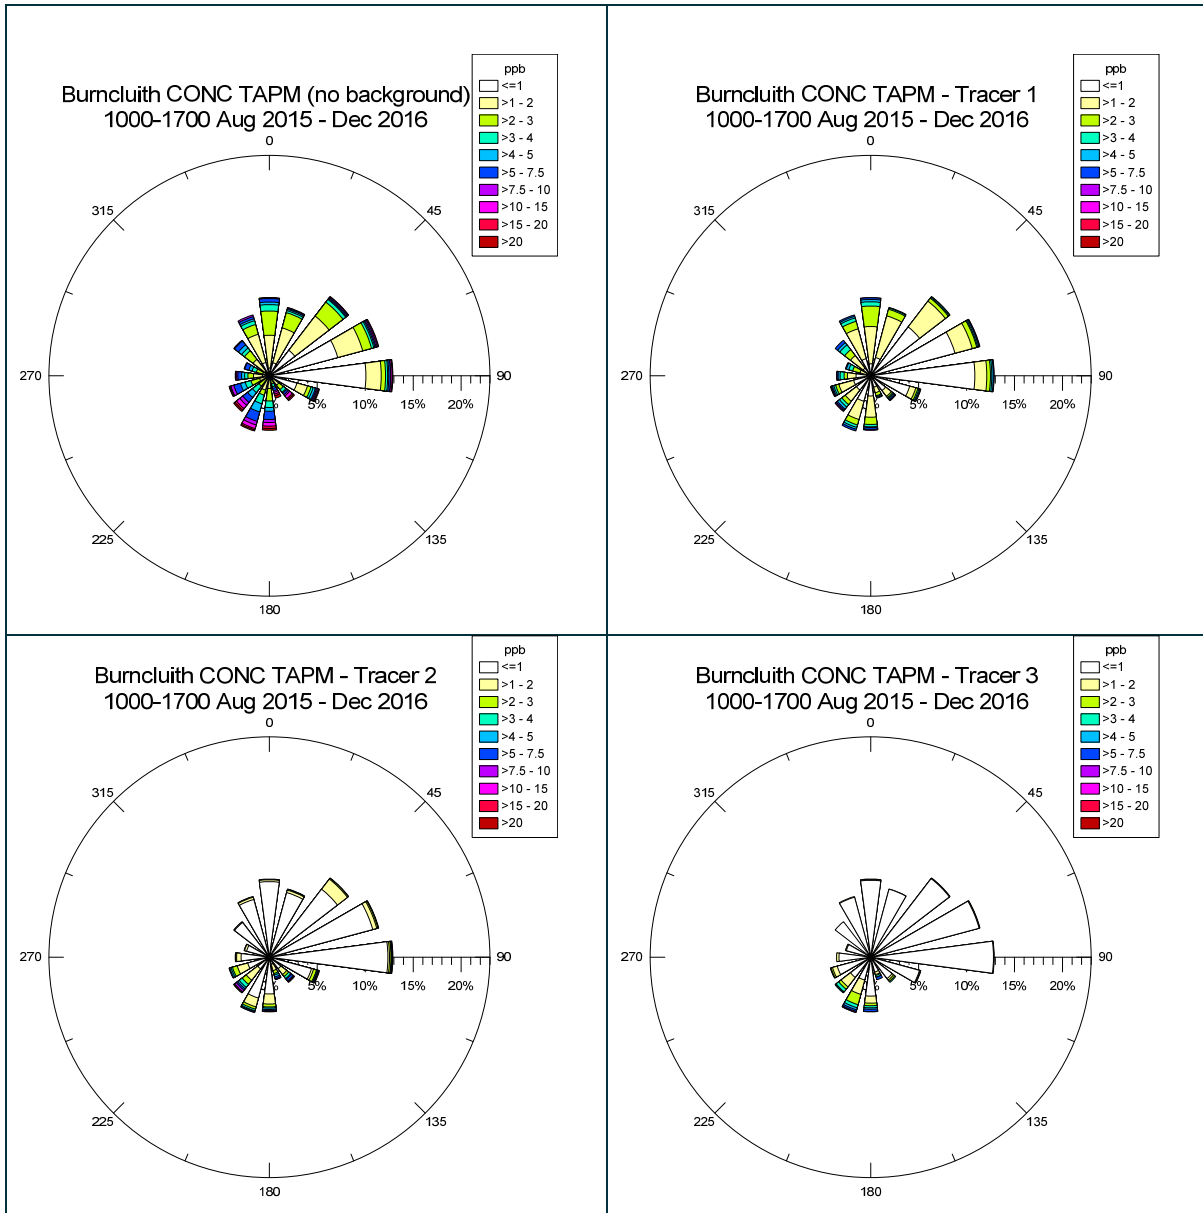 Burncluith CONC TAPM (no background)
1000-1700 Aug 2015 - Dec 2016
ppb
<=1
>1 - 2
>2 - 3
>3 - 4
>4 - 5
>5 - 7.5
>7.5 - 10
>10 - 15
>15 - 20
>20
0
315
45
270
90
5%
10%
15%
20%
225
135
180
Burncluith CONC TAPM - Tracer 1
1000-1700 Aug 2015 - Dec 2016
ppb
<=1
>1 - 2
>2 - 3
>3 - 4
>4 - 5
>5 - 7.5
>7.5 - 10
>10 - 15
>15 - 20
>20
0
315
45
270
90
5%
10%
15%
20%
225
135
180
Burncluith CONC TAPM - Tracer 2
1000-1700 Aug 2015 - Dec 2016
ppb
<=1
>1 - 2
>2 - 3
>3 - 4
>4 - 5
>5 - 7.5
>7.5 - 10
>10 - 15
>15 - 20
>20
0
315
45
270
90
5%
10%
15%
20%
225
135
180
Burncluith CONC TAPM - Tracer 3
1000-1700 Aug 2015 - Dec 2016
ppb
<=1
>1 - 2
>2 - 3
>3 - 4
>4 - 5
>5 - 7.5
>7.5 - 10
>10 - 15
>15 - 20
>20
0
315
45
270
90
5%
10%
15%
20%
225
135
180